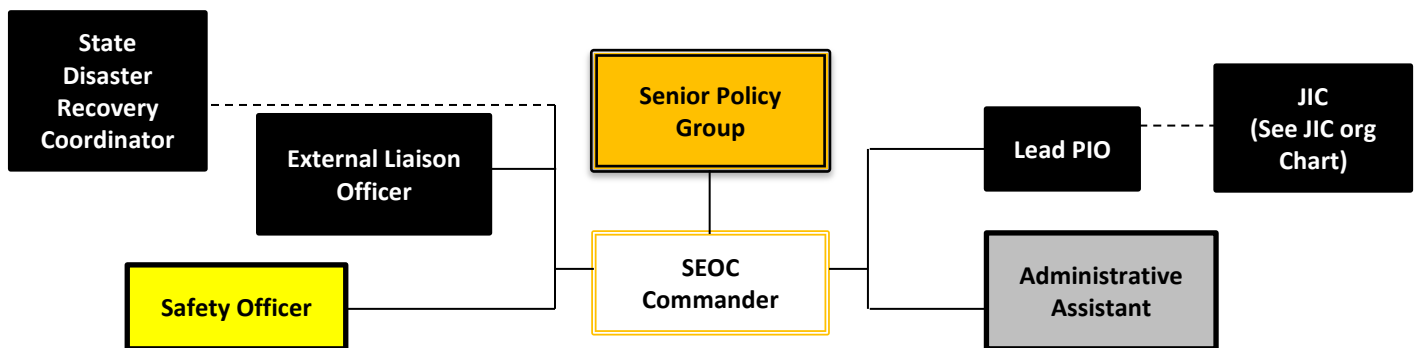 State
Disaster
Recovery
Coordinator
External Liaison
Officer
Safety Officer
Senior Policy
Group
SEOC
Commander
Lead PIO
JIC
(See JIC org
Chart)
Administrative
Assistant